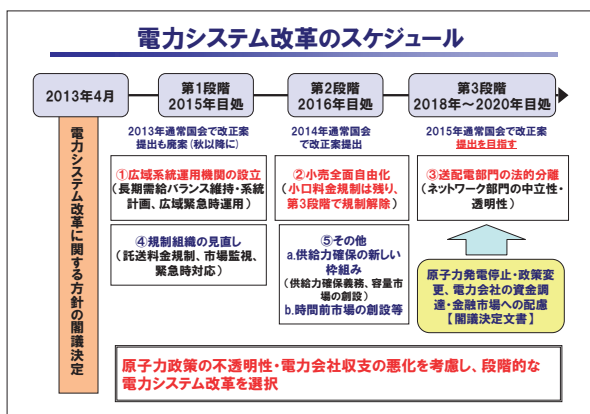 電力システム改革のスケジュール
2013年4月
第1段階
2015年目処
第2段階
2016年目処
第3段階
2018年～2020年目処
電力システム改革に関する方針の閣議決定
2013年通常国会で改正案
提出も廃案(秋以降に)
2014年通常国会
で改正案提出
2015年通常国会で改正案
提出を目指す
①広域系統運用機関の設立
(長期需給バランス維持・系統
計画、広域緊急時運用)
②小売全面自由化
(小口料金規制は残り、
第3段階で規制解除)
③送配電部門の法的分離
(ネットワーク部門の中立性・
透明性)
④規制組織の見直し
(託送料金規制、市場監視、
緊急時対応)
⑤その他
a.供給力確保の新しい
枠組み
(供給力確保義務、容量市
場の創設)
b.時間前市場の創設等
原子力発電停止・政策変
更、電力会社の資金調
達・金融市場への配慮
【閣議決定文書】
原子力政策の不透明性・電力会社収支の悪化を考慮し、段階的な
電力システム改革を選択